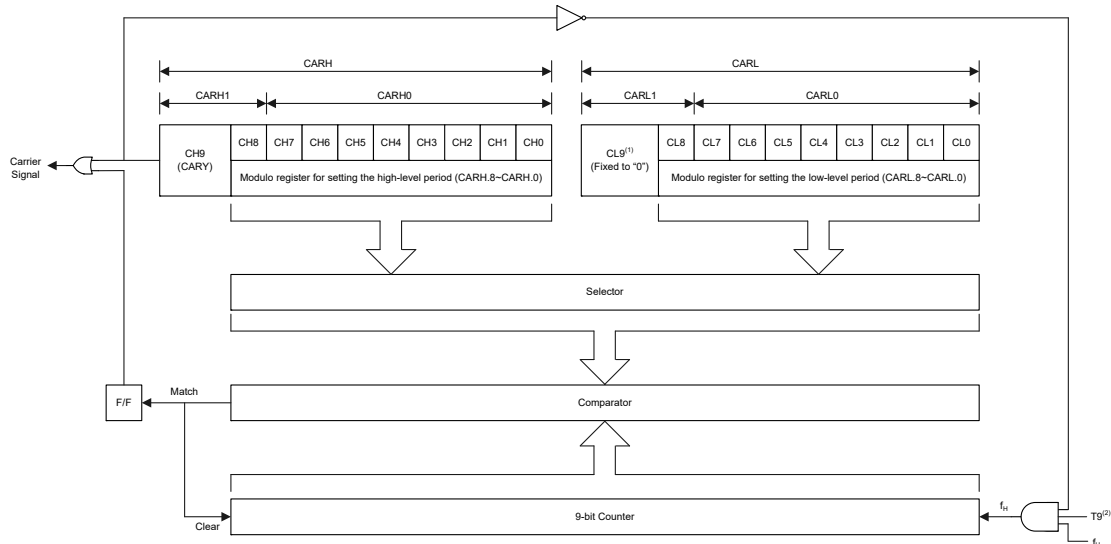 CARH
CARL
CARH1
CARH0
CARL1
CARL0
CH9
(CARY)
CH8
CH7
CH6
CH5
CH4
CH3
CH2
CH1
CH0
Modulo register for setting the high-level period (CARH.8~CARH.0)
CL9(1)
(Fixed to “0”)
CL8
CL7
CL6
CL5
CL4
CL3
CL2
CL1
CL0
Modulo register for setting the low-level period (CARL.8~CARL.0)
Carrier
Signal
Selector
F/F
Match
Comparator
Clear
9-bit Counter
fH
T9(2)